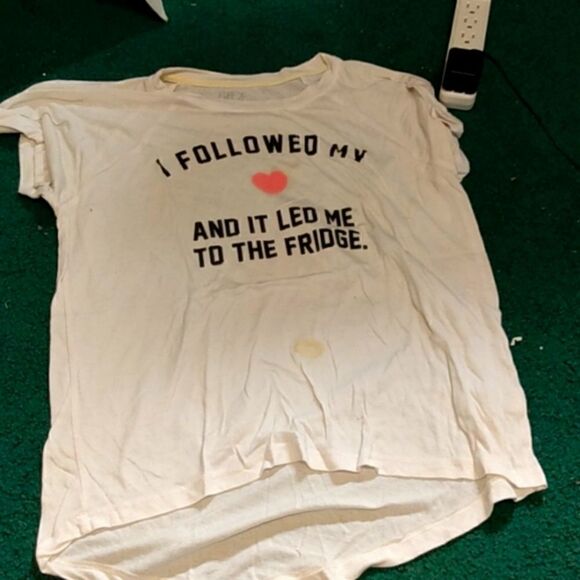 I FOLLOWED MY
AND IT LED ME
TO THE FRIDGE.